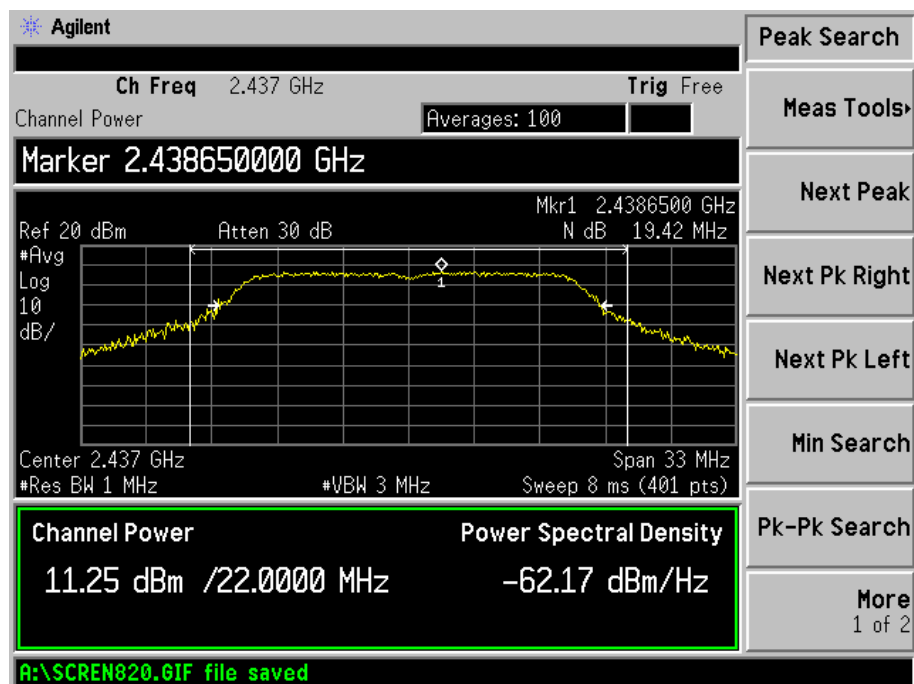 Agilent
Peak Search
Ch Freq 2.437 GHz Trig Free
Channel Power Averages: 100
Meas Tools
Marker 2.438650000 GHz
Next Peak
Mkr1 2.4386500 GHz
Ref 20 dBm Atten 30 dB N dB 19.42 MHz
#Avg
Log
10
dB/
1
Next Pk Right
Next Pk Left
Center 2.437 GHz Span 33 MHz
#Res BW 1 MHz #VBW 3 MHz Sweep 8 ms (401 pts)
Min Search
Channel Power Power Spectral Density
11.25 dBm /22.0000 MHz -62.17 dBm/Hz
Pk-Pk Search
More
1 of 2
A:\SCREN820.GIF file saved